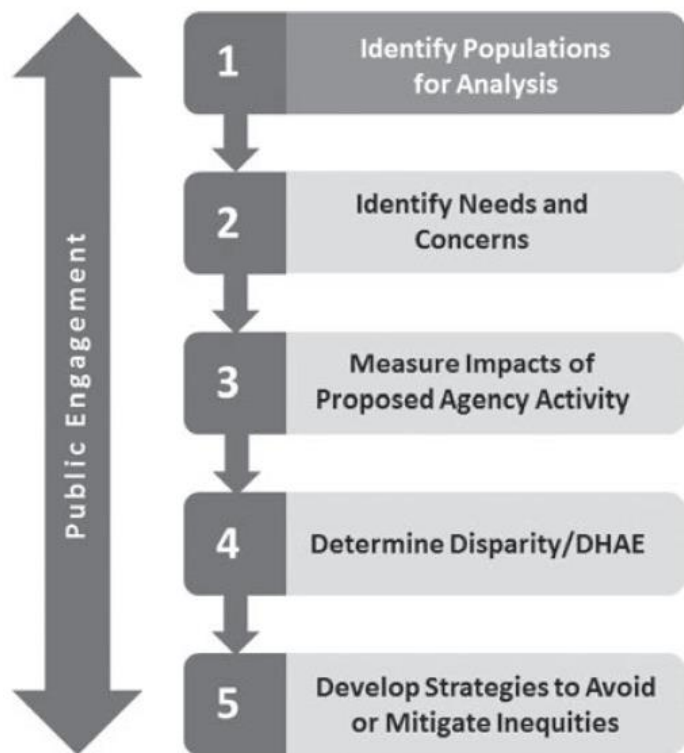 Public Engagement
1
Identify Populations
for Analysis
2
Identify Needs and
Concerns
3
Measure Impacts of
Proposed Agency Activity
4
Determine Disparity/DHAE
5
Develop Strategies to Avoid
or Mitigate Inequities